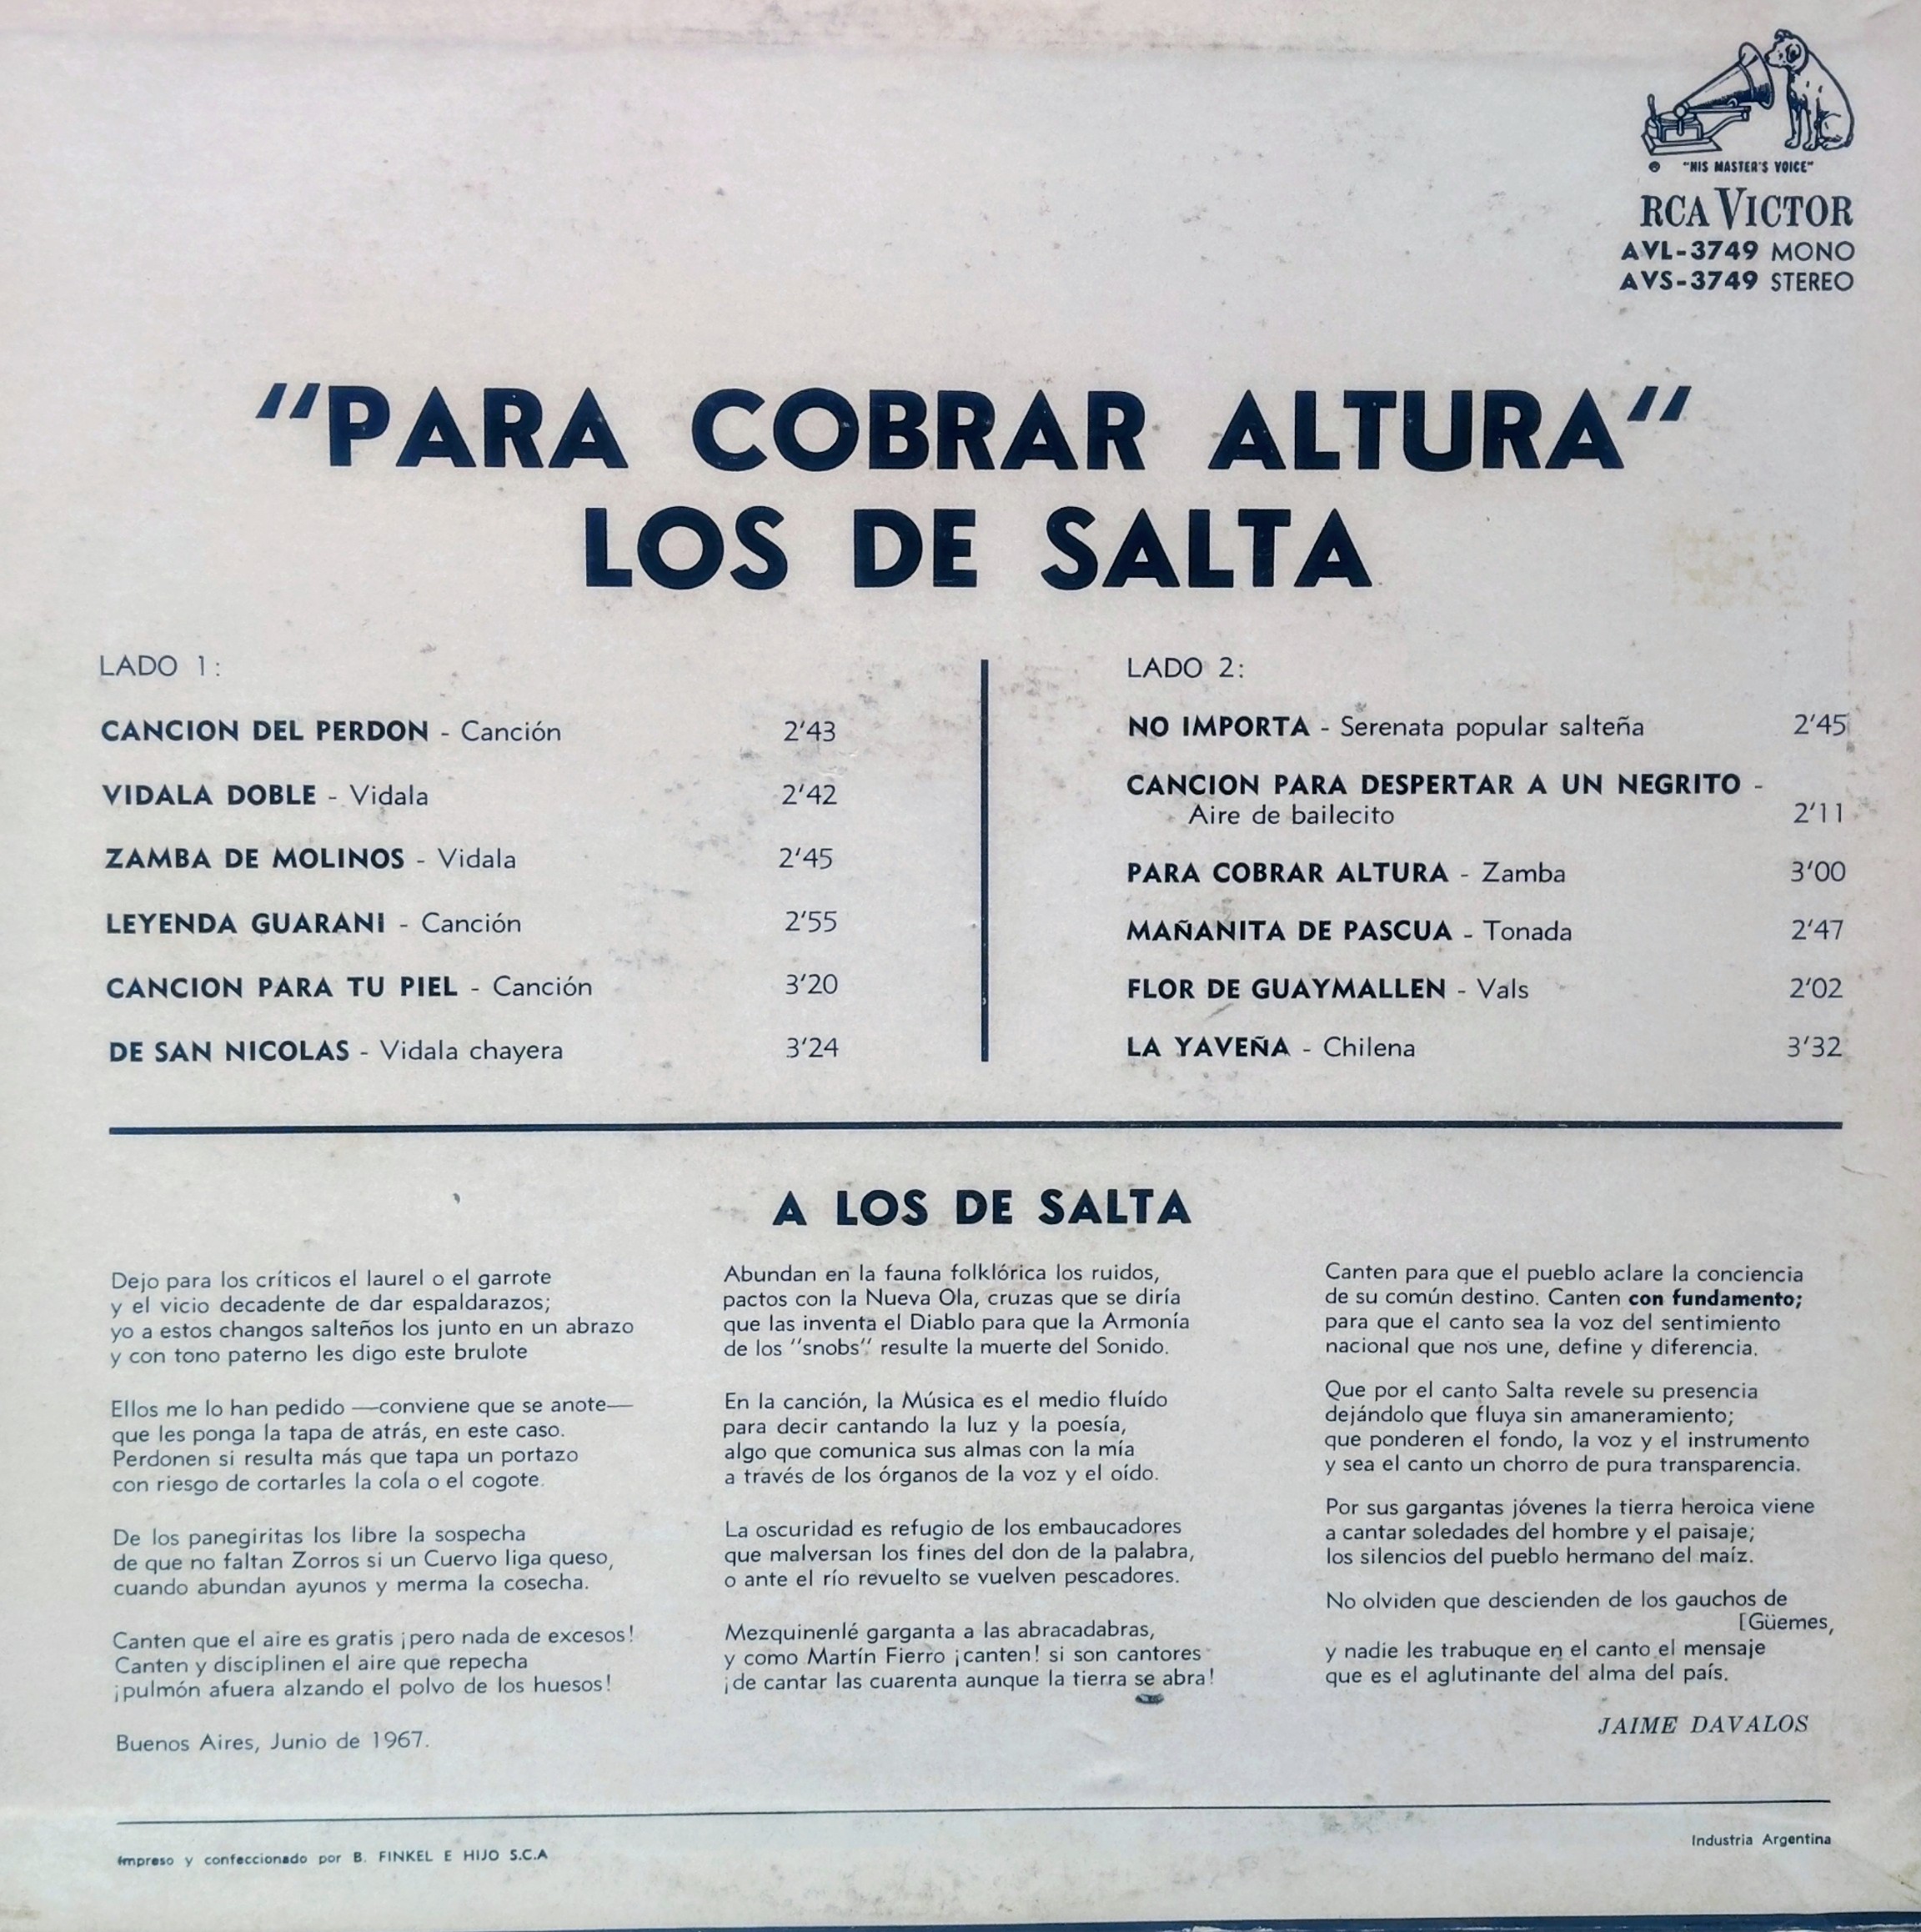 "HIS MASTER'S VOICE"
RCA VICTOR
AVL-3749 MONO
AVS-3749 STEREO
"PARA COBRAR ALTURA"
LOS DE SALTA
LADO 1:
CANCION DEL PERDON - Canción 2'43
VIDALA DOBLE - Vidala 2'42
ZAMBA DE MOLINOS - Vidala 2'45
LEYENDA GUARANI - Canción 2'55
CANCION PARA TU PIEL - Canción 3'20
DE SAN NICOLAS - Vidala chayera 3'24
LADO 2:
NO IMPORTA - Serenata popular salteña 2'45
CANCION PARA DESPERTAR A UN NEGRITO -
Aire de bailecito 2'11
PARA COBRAR ALTURA - Zamba 3'00
MAÑANITA DE PASCUA - Tonada 2'47
FLOR DE GUAYMALLEN - Vals 2'02
LA YAVEÑA - Chilena 3'32
A LOS DE SALTA
Dejo para los críticos el laurel o el garrote
y el vicio decadente de dar espaldarazos;
yo a estos changos salteños los junto en un abrazo
y con tono paterno les digo este brulote
Ellos me lo han pedido —conviene que se anote—
que les ponga la tapa de atrás, en este caso.
Perdonen si resulta más que tapa un portazo
con riesgo de cortarles la cola o el cogote.
De los panegiritas los libre la sospecha
de que no faltan Zorros si un Cuervo liga queso,
cuando abundan ayunos y merma la cosecha.
Canten que el aire es gratis ¡pero nada de excesos!
Canten y disciplinen el aire que repecha
¡pulmón afuera alzando el polvo de los huesos!
Buenos Aires, Junio de 1967.
Abundan en la fauna folklórica los ruidos,
pactos con la Nueva Ola, cruzas que se diría
que las inventa el Diablo para que la Armonía
de los "snobs" resulte la muerte del Sonido.
En la canción, la Música es el medio fluído
para decir cantando la luz y la poesía,
algo que comunica sus almas con la mía
a través de los órganos de la voz y el oído.
La oscuridad es refugio de los embaucadores
que malversan los fines del don de la palabra,
o ante el río revuelto se vuelven pescadores.
Mezquinenlé garganta a las abracadabras,
y como Martín Fierro ¡canten! si son cantores
¡de cantar las cuarenta aunque la tierra se abra!
Canten para que el pueblo aclare la conciencia
de su común destino. Canten con fundamento;
para que el canto sea la voz del sentimiento
nacional que nos une, define y diferencia.
Que por el canto Salta revele su presencia
dejándolo que fluya sin amaneramiento;
que ponderen el fondo, la voz y el instrumento
y sea el canto un chorro de pura transparencia.
Por sus gargantas jóvenes la tierra heroica viene
a cantar soledades del hombre y el paisaje;
los silencios del pueblo hermano del maíz.
No olviden que descienden de los gauchos de
[Güemes,
y nadie les trabuque en el canto el mensaje
que es el aglutinante del alma del país.
JAIME DAVALOS
Impreso y confeccionado por B. FINKEL E HIJO S.C.A
Industria Argentina